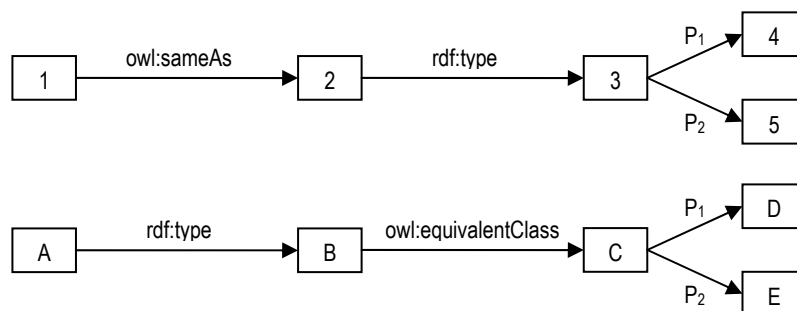 1 owl:sameAs 2 rdf:type 3 P₁ 4
P₂ 5
A rdf:type B owl:equivalentClass C P₁ D
P₂ E